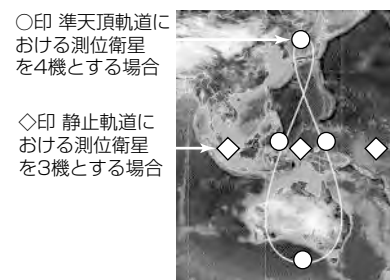 ○印 準天頂軌道に
おける測位衛星
を4機とする場合
◇印 静止軌道に
おける測位衛星
を3機とする場合